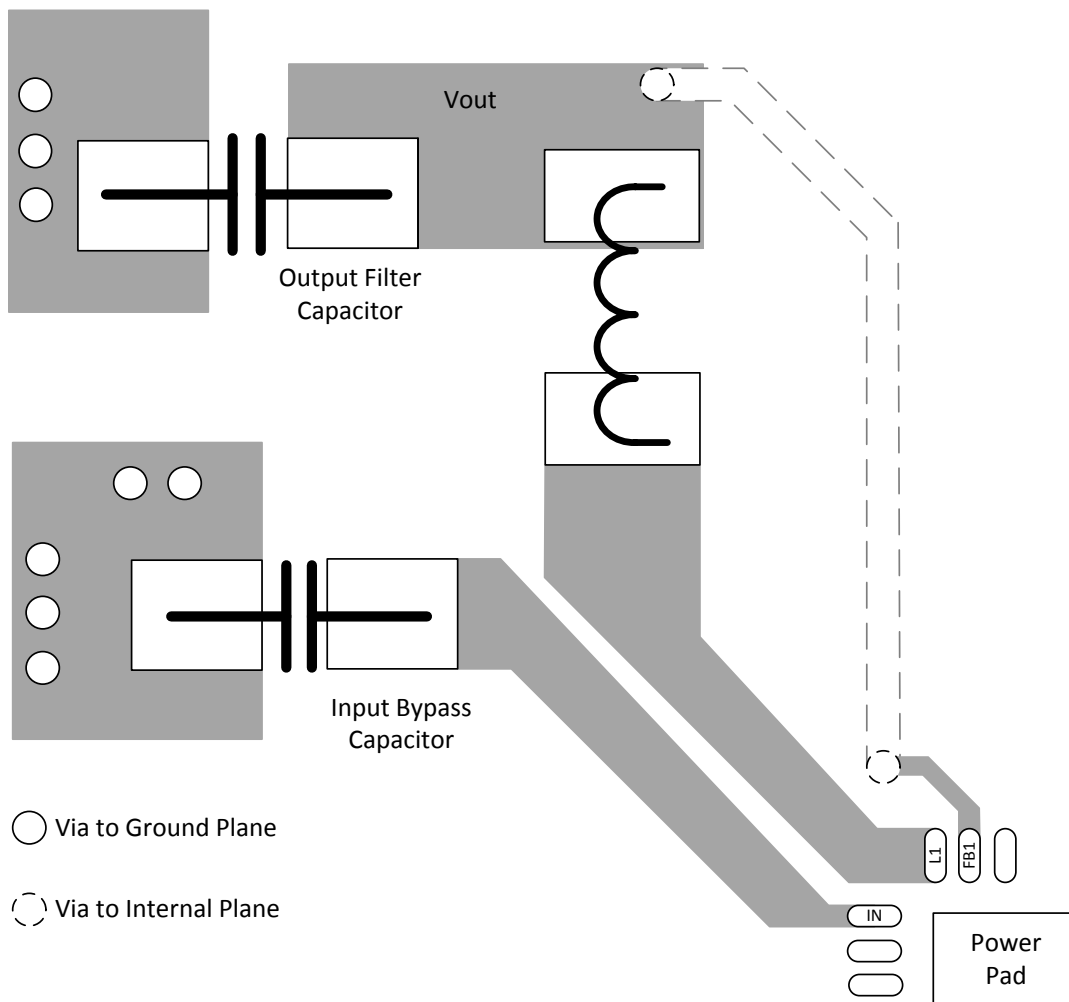 Vout
Output Filter
Capacitor
Input Bypass
Capacitor
Via to Ground Plane
Via to Internal Plane
L1
FB1
IN
Power
Pad